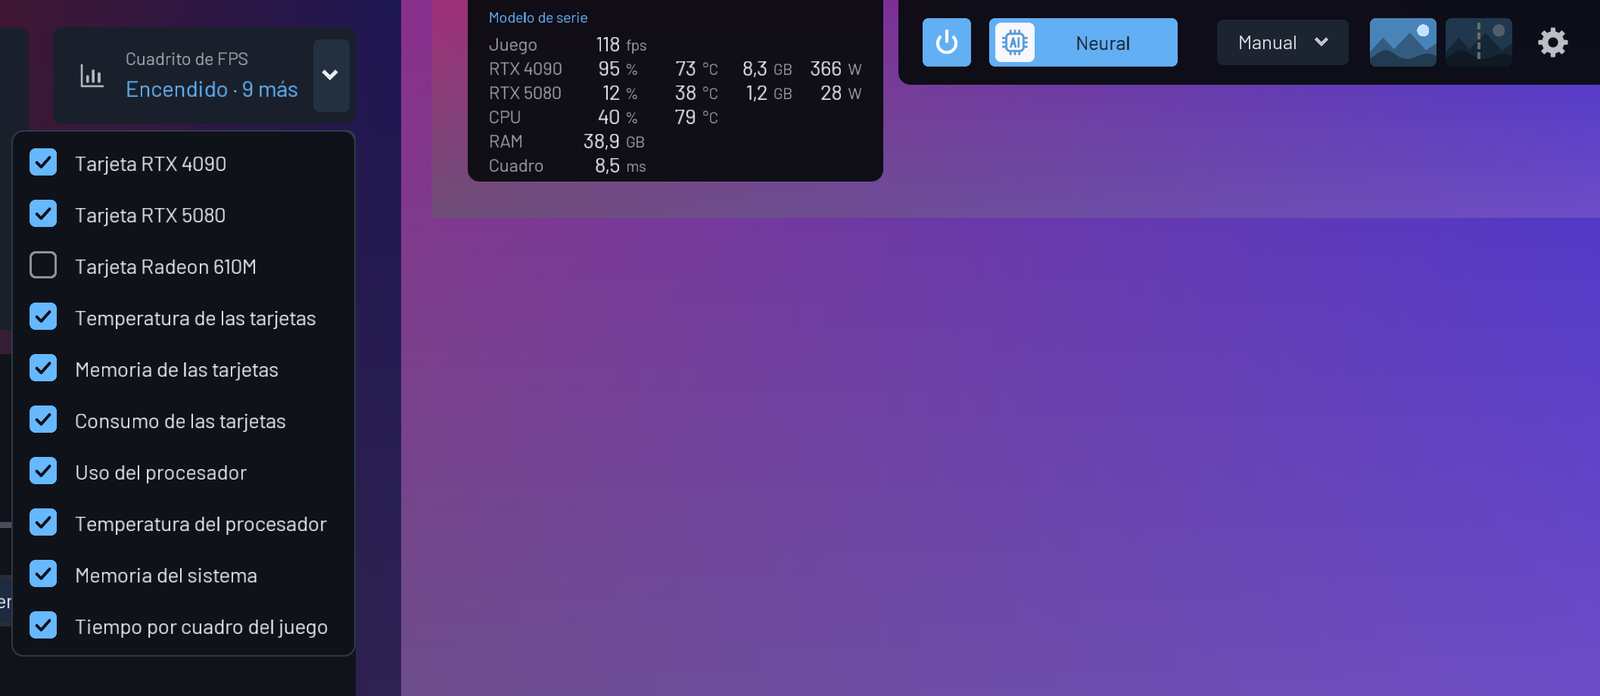 Cuadrito de FPS
Encendido · 9 más
Tarjeta RTX 4090
Tarjeta RTX 5080
Tarjeta Radeon 610M
Temperatura de las tarjetas
Memoria de las tarjetas
Consumo de las tarjetas
Uso del procesador
Temperatura del procesador
Memoria del sistema
Tiempo por cuadro del juego
Modelo de serie
Juego 118 fps
RTX 4090 95 % 73 °C 8,3 GB 366 W
RTX 5080 12 % 38 °C 1,2 GB 28 W
CPU 40 % 79 °C
RAM 38,9 GB
Cuadro 8,5 ms
AI Neural
Manual